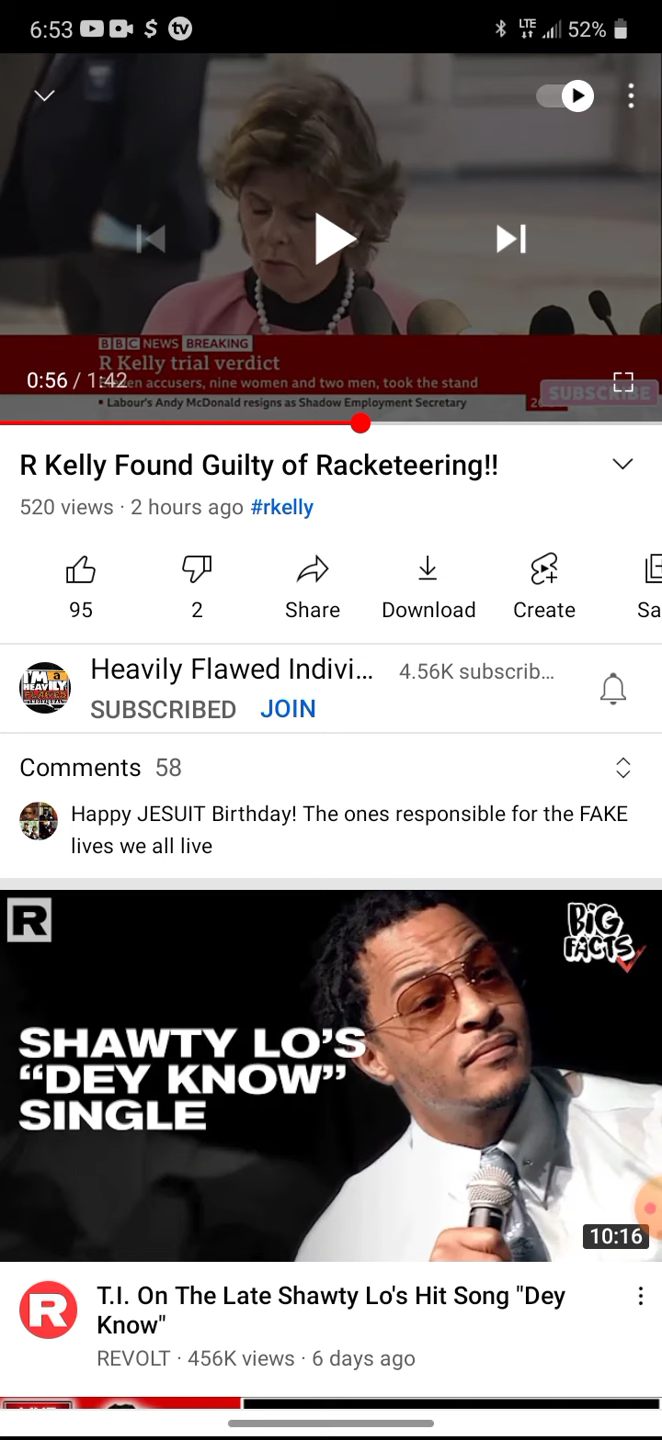 6:53
tv
LTE
52%
BBC NEWS BREAKING
R Kelly trial verdict
0:56 / 1:42
accusers, nine women and two men, took the stand
SUBSCRIBE
Labour's Andy McDonald resigns as Shadow Employment Secretary
R Kelly Found Guilty of Racketeering!!
520 views · 2 hours ago #rkelly
95
2
Share
Download
Create
Sa
I'M a
HEAVILY
FLAWED
INDIVIDUAL
Heavily Flawed Indivi...
4.56K subscrib...
SUBSCRIBED
JOIN
Comments 58
Happy JESUIT Birthday! The ones responsible for the FAKE
lives we all live
R
BIG
FACTS
SHAWTY LO'S
“DEY KNOW”
SINGLE
10:16
R
T.I. On The Late Shawty Lo's Hit Song "Dey
Know"
REVOLT · 456K views · 6 days ago